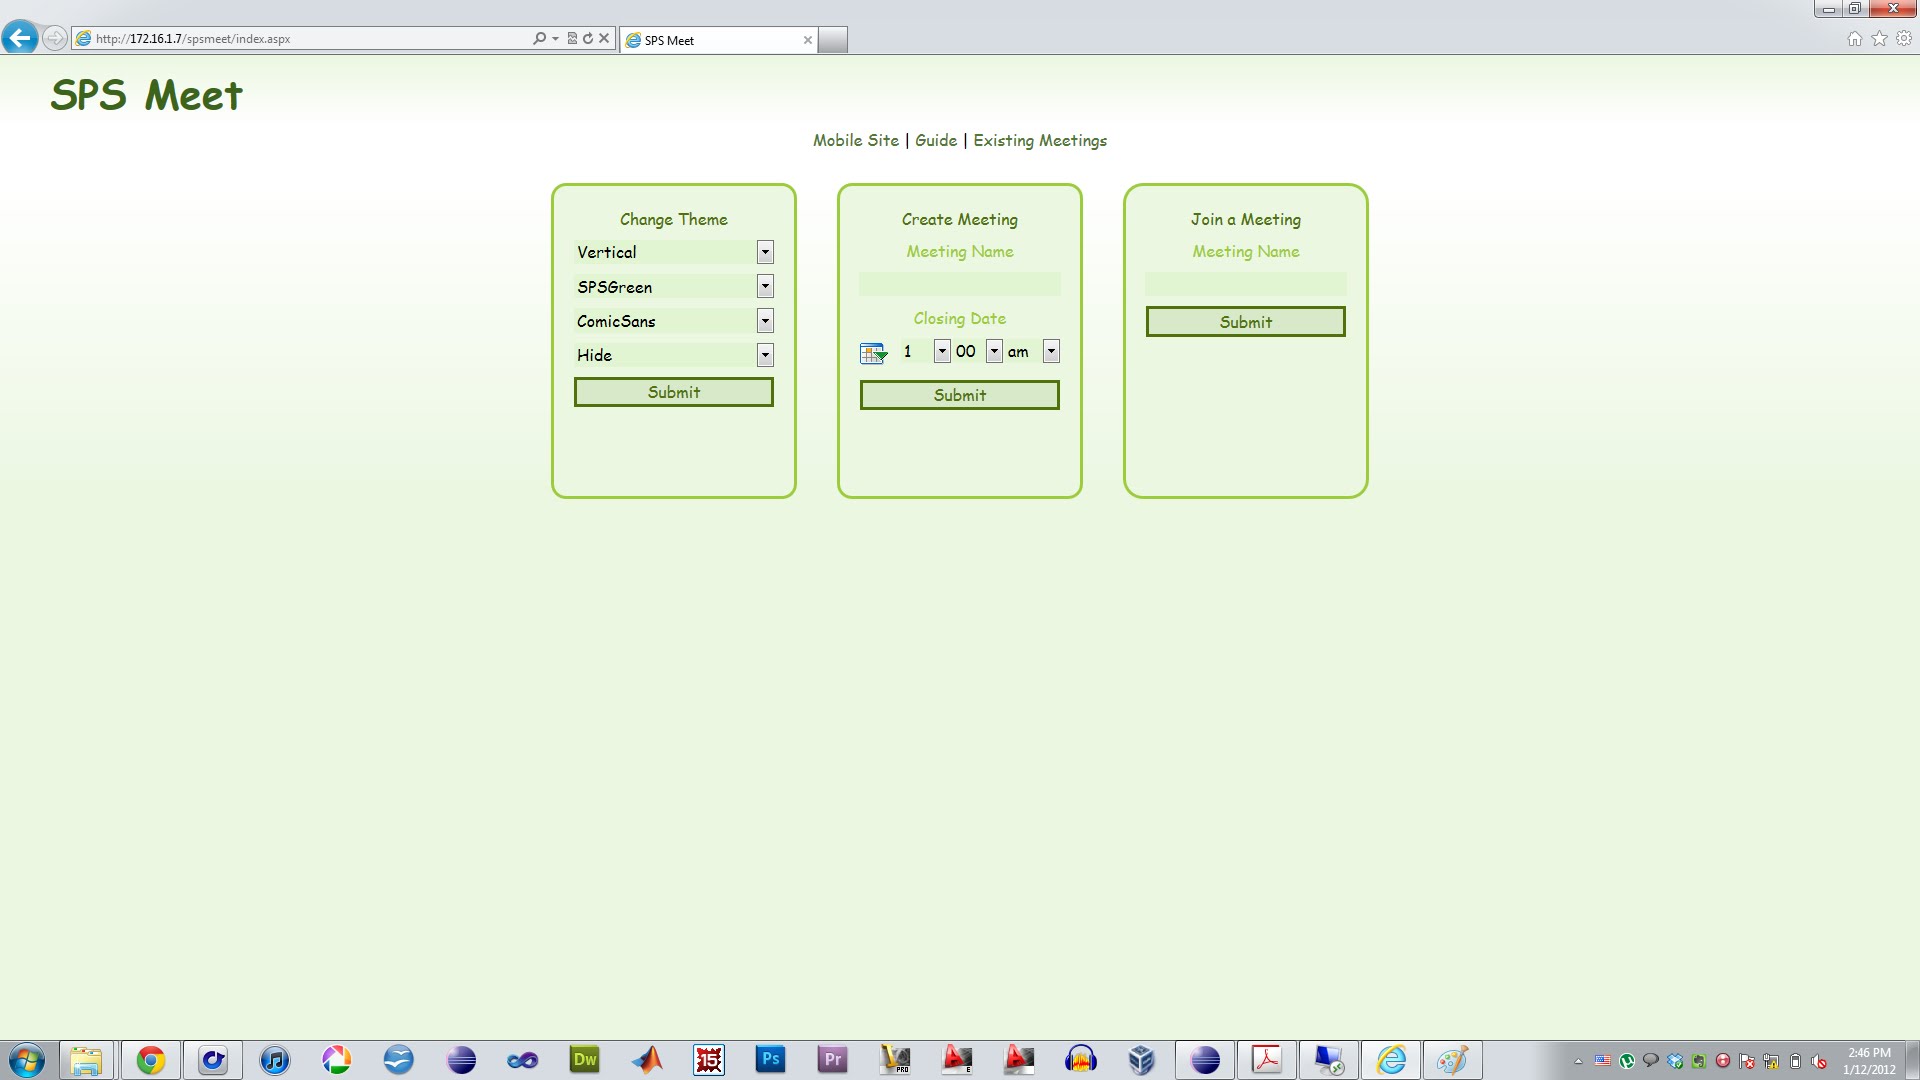 http://172.16.1.7/spsmeet/index.aspx
SPS Meet
SPS Meet
Mobile Site | Guide | Existing Meetings
Change Theme
Vertical
SPSGreen
ComicSans
Hide
Submit
Create Meeting
Meeting Name
Closing Date
1 00 am
Submit
Join a Meeting
Meeting Name
Submit
Dw
15
Ps
Pr
PRO
E
2:46 PM
1/12/2012